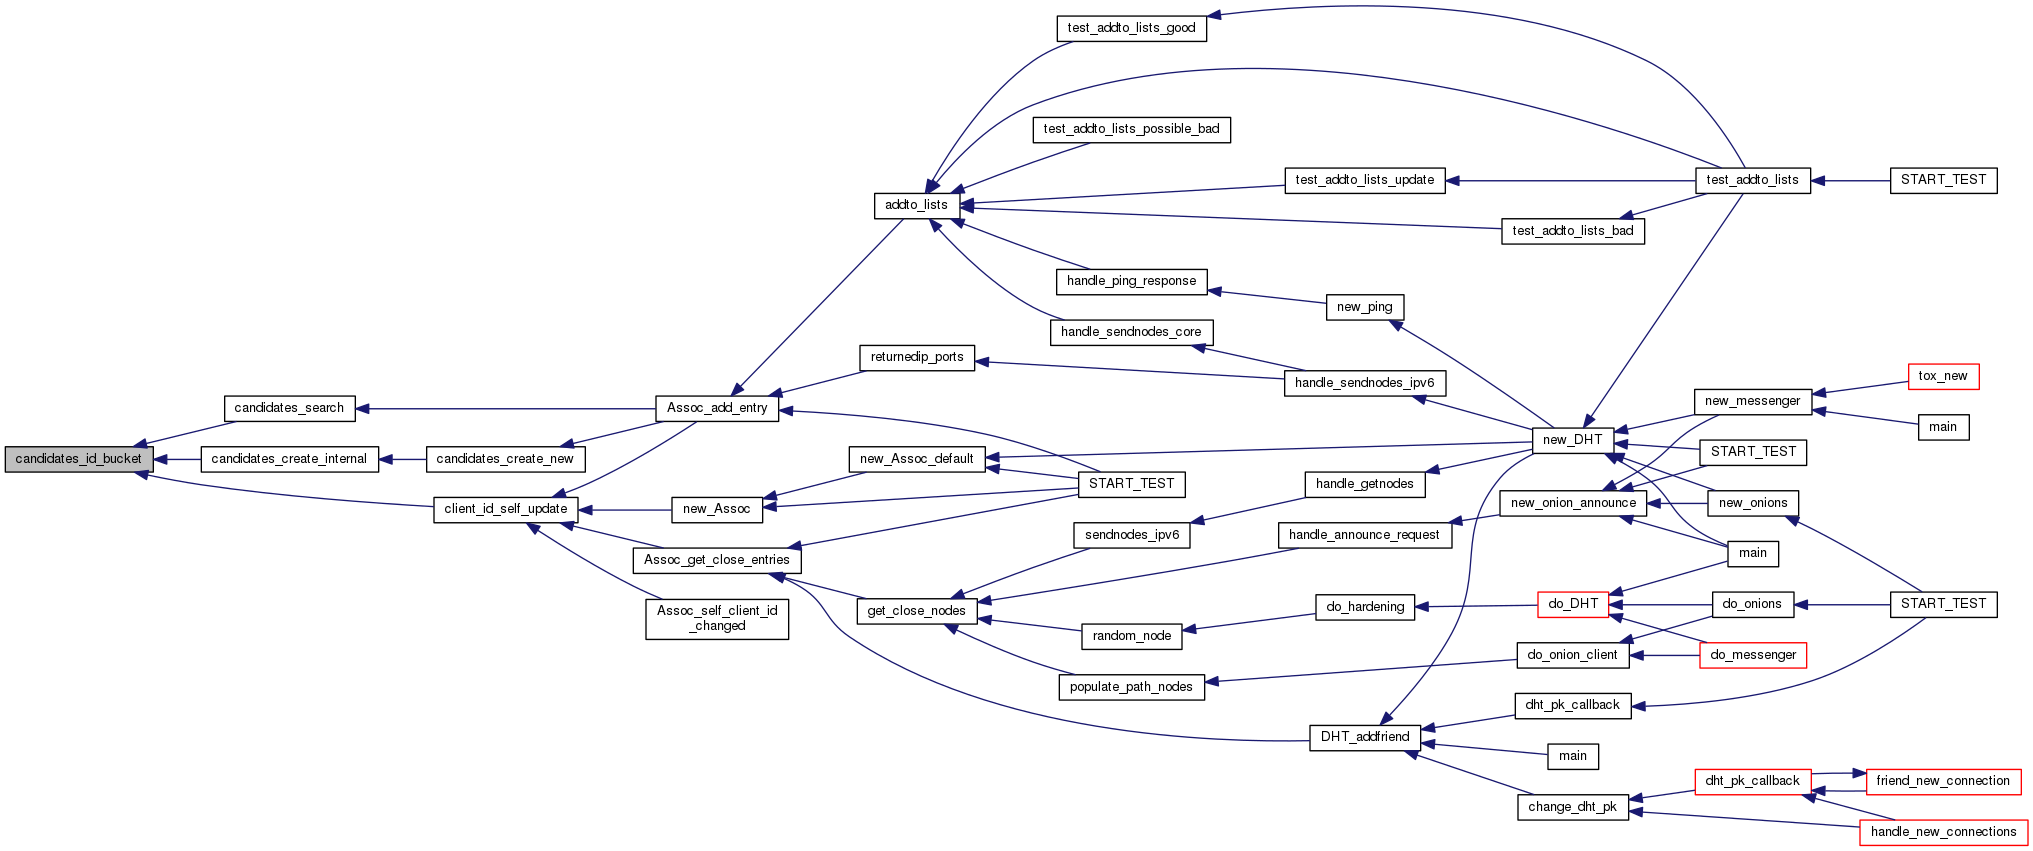 candidates_id_bucket
candidates_search
candidates_create_internal
candidates_create_new
client_id_self_update
Assoc_add_entry
new_Assoc
Assoc_get_close_entries
Assoc_self_client_id
_changed
addto_lists
returnedip_ports
new_Assoc_default
get_close_nodes
test_addto_lists_good
test_addto_lists_possible_bad
handle_ping_response
handle_sendnodes_core
START_TEST
sendnodes_ipv6
random_node
populate_path_nodes
test_addto_lists_update
new_ping
handle_sendnodes_ipv6
handle_getnodes
handle_announce_request
do_hardening
DHT_addfriend
test_addto_lists_bad
new_DHT
new_onion_announce
do_DHT
do_onion_client
dht_pk_callback
main
change_dht_pk
test_addto_lists
new_messenger
START_TEST
new_onions
main
do_onions
do_messenger
dht_pk_callback
START_TEST
tox_new
main
START_TEST
friend_new_connection
handle_new_connections